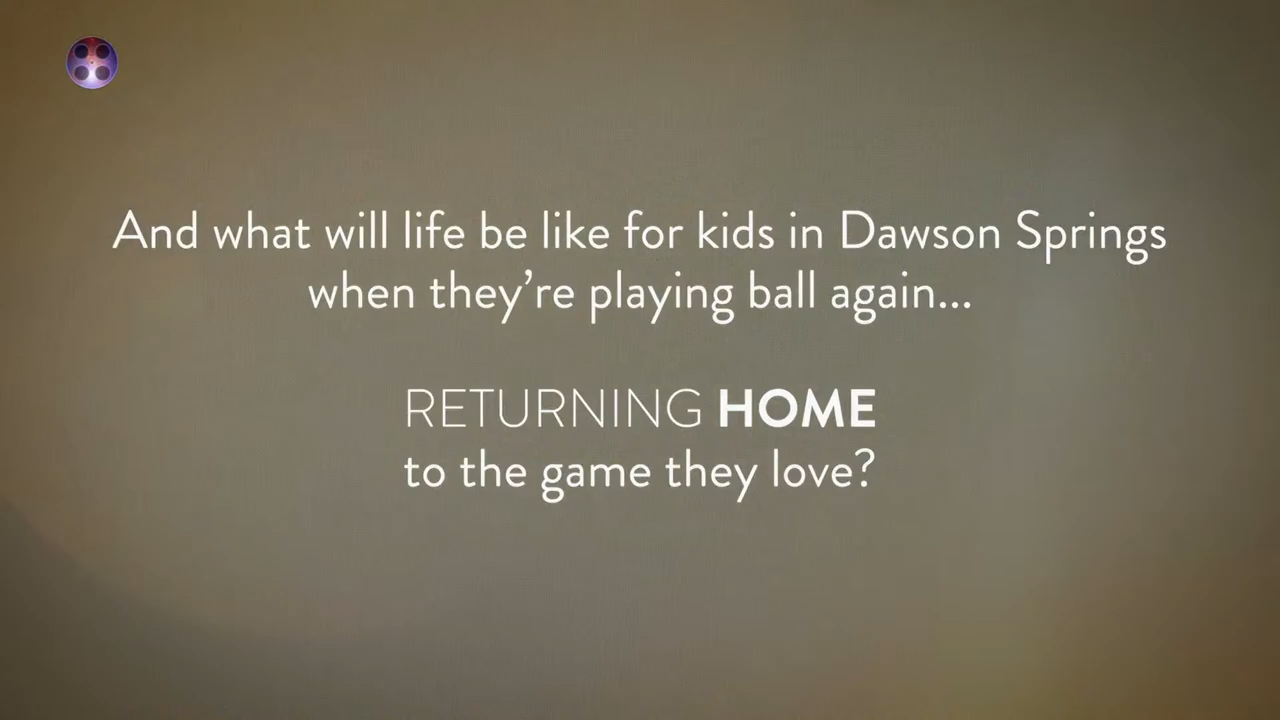 And what will life be like for kids in Dawson Springs
when they’re playing ball again...
RETURNING HOME
to the game they love?